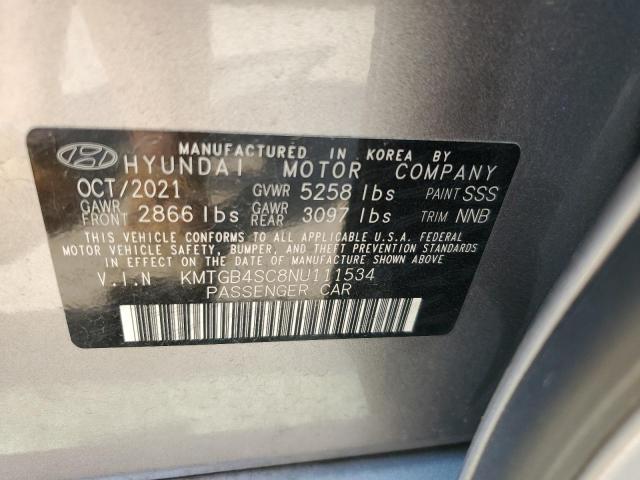 MANUFACTURED IN KOREA BY
HYUNDAI MOTOR COMPANY
OCT/2021 GVWR 5258 lbs PAINT SSS
GAWR FRONT 2866 lbs GAWR REAR 3097 lbs TRIM NNB
THIS VEHICLE CONFORMS TO ALL APPLICABLE U.S.A. FEDERAL
MOTOR VEHICLE SAFETY, BUMPER, AND THEFT PREVENTION STANDARDS
IN EFFECT ON THE DATE OF MANUFACTURE SHOWN ABOVE.
V.I.N KMTGB4SC8NU111534
PASSENGER CAR